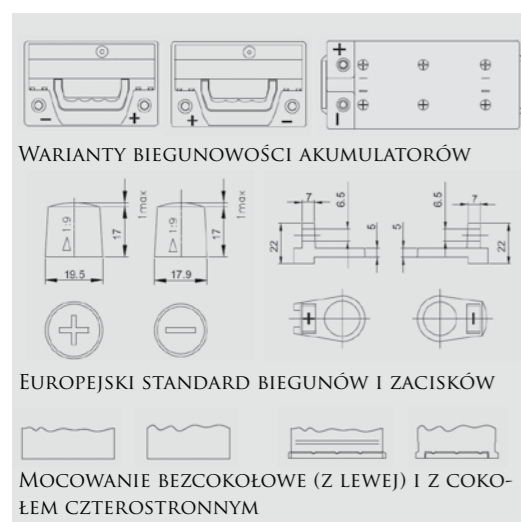 − + + − + −
WARIANTY BIEGUNOWOŚCI AKUMULATORÓW
1:9 17 1max 1:9 17 1max 7 6.5 5 22 5 6.5 7 22
19.5 17.9
+ − + −
EUROPEJSKI STANDARD BIEGUNÓW I ZACISKÓW
MOCOWANIE BEZCOKOŁOWE (Z LEWEJ) I Z COKO-
ŁEM CZTEROSTRONNYM